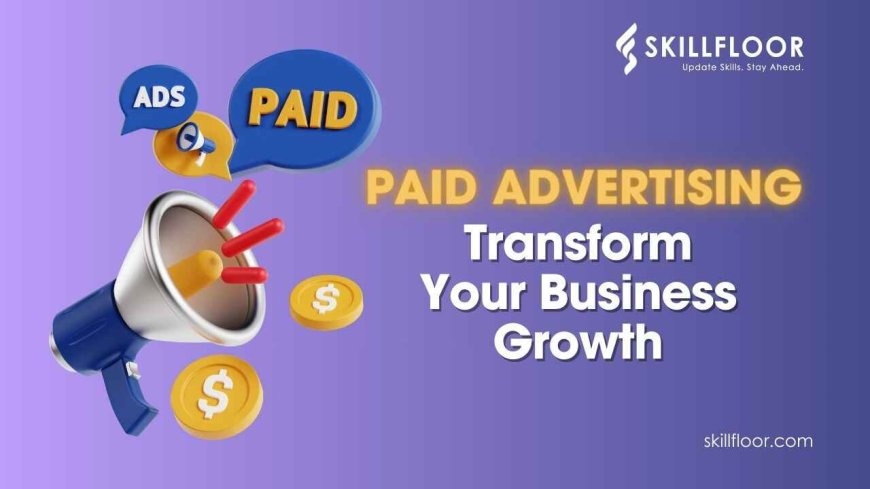 SKILLFLOOR
Update Skills. Stay Ahead.
ADS
PAID
PAID ADVERTISING
Transform
Your Business
Growth
$
$
skillfloor.com